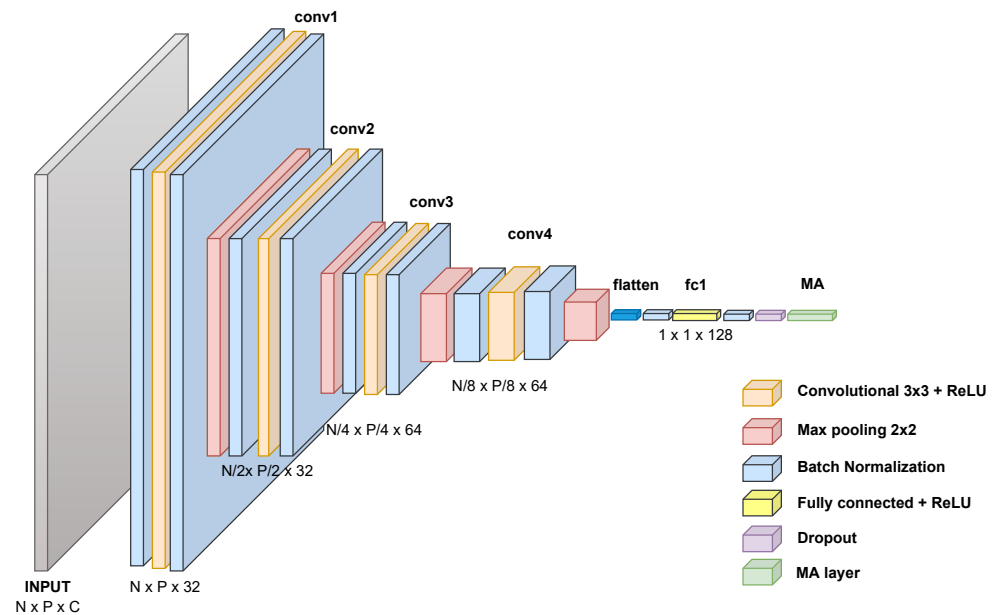 conv1
conv2
conv3
conv4
flatten
fc1
MA
1 x 1 x 128
N/8 x P/8 x 64
N/4 x P/4 x 64
N/2x P/2 x 32
INPUT
N x P x C
N x P x 32
Convolutional 3x3 + ReLU
Max pooling 2x2
Batch Normalization
Fully connected + ReLU
Dropout
MA layer